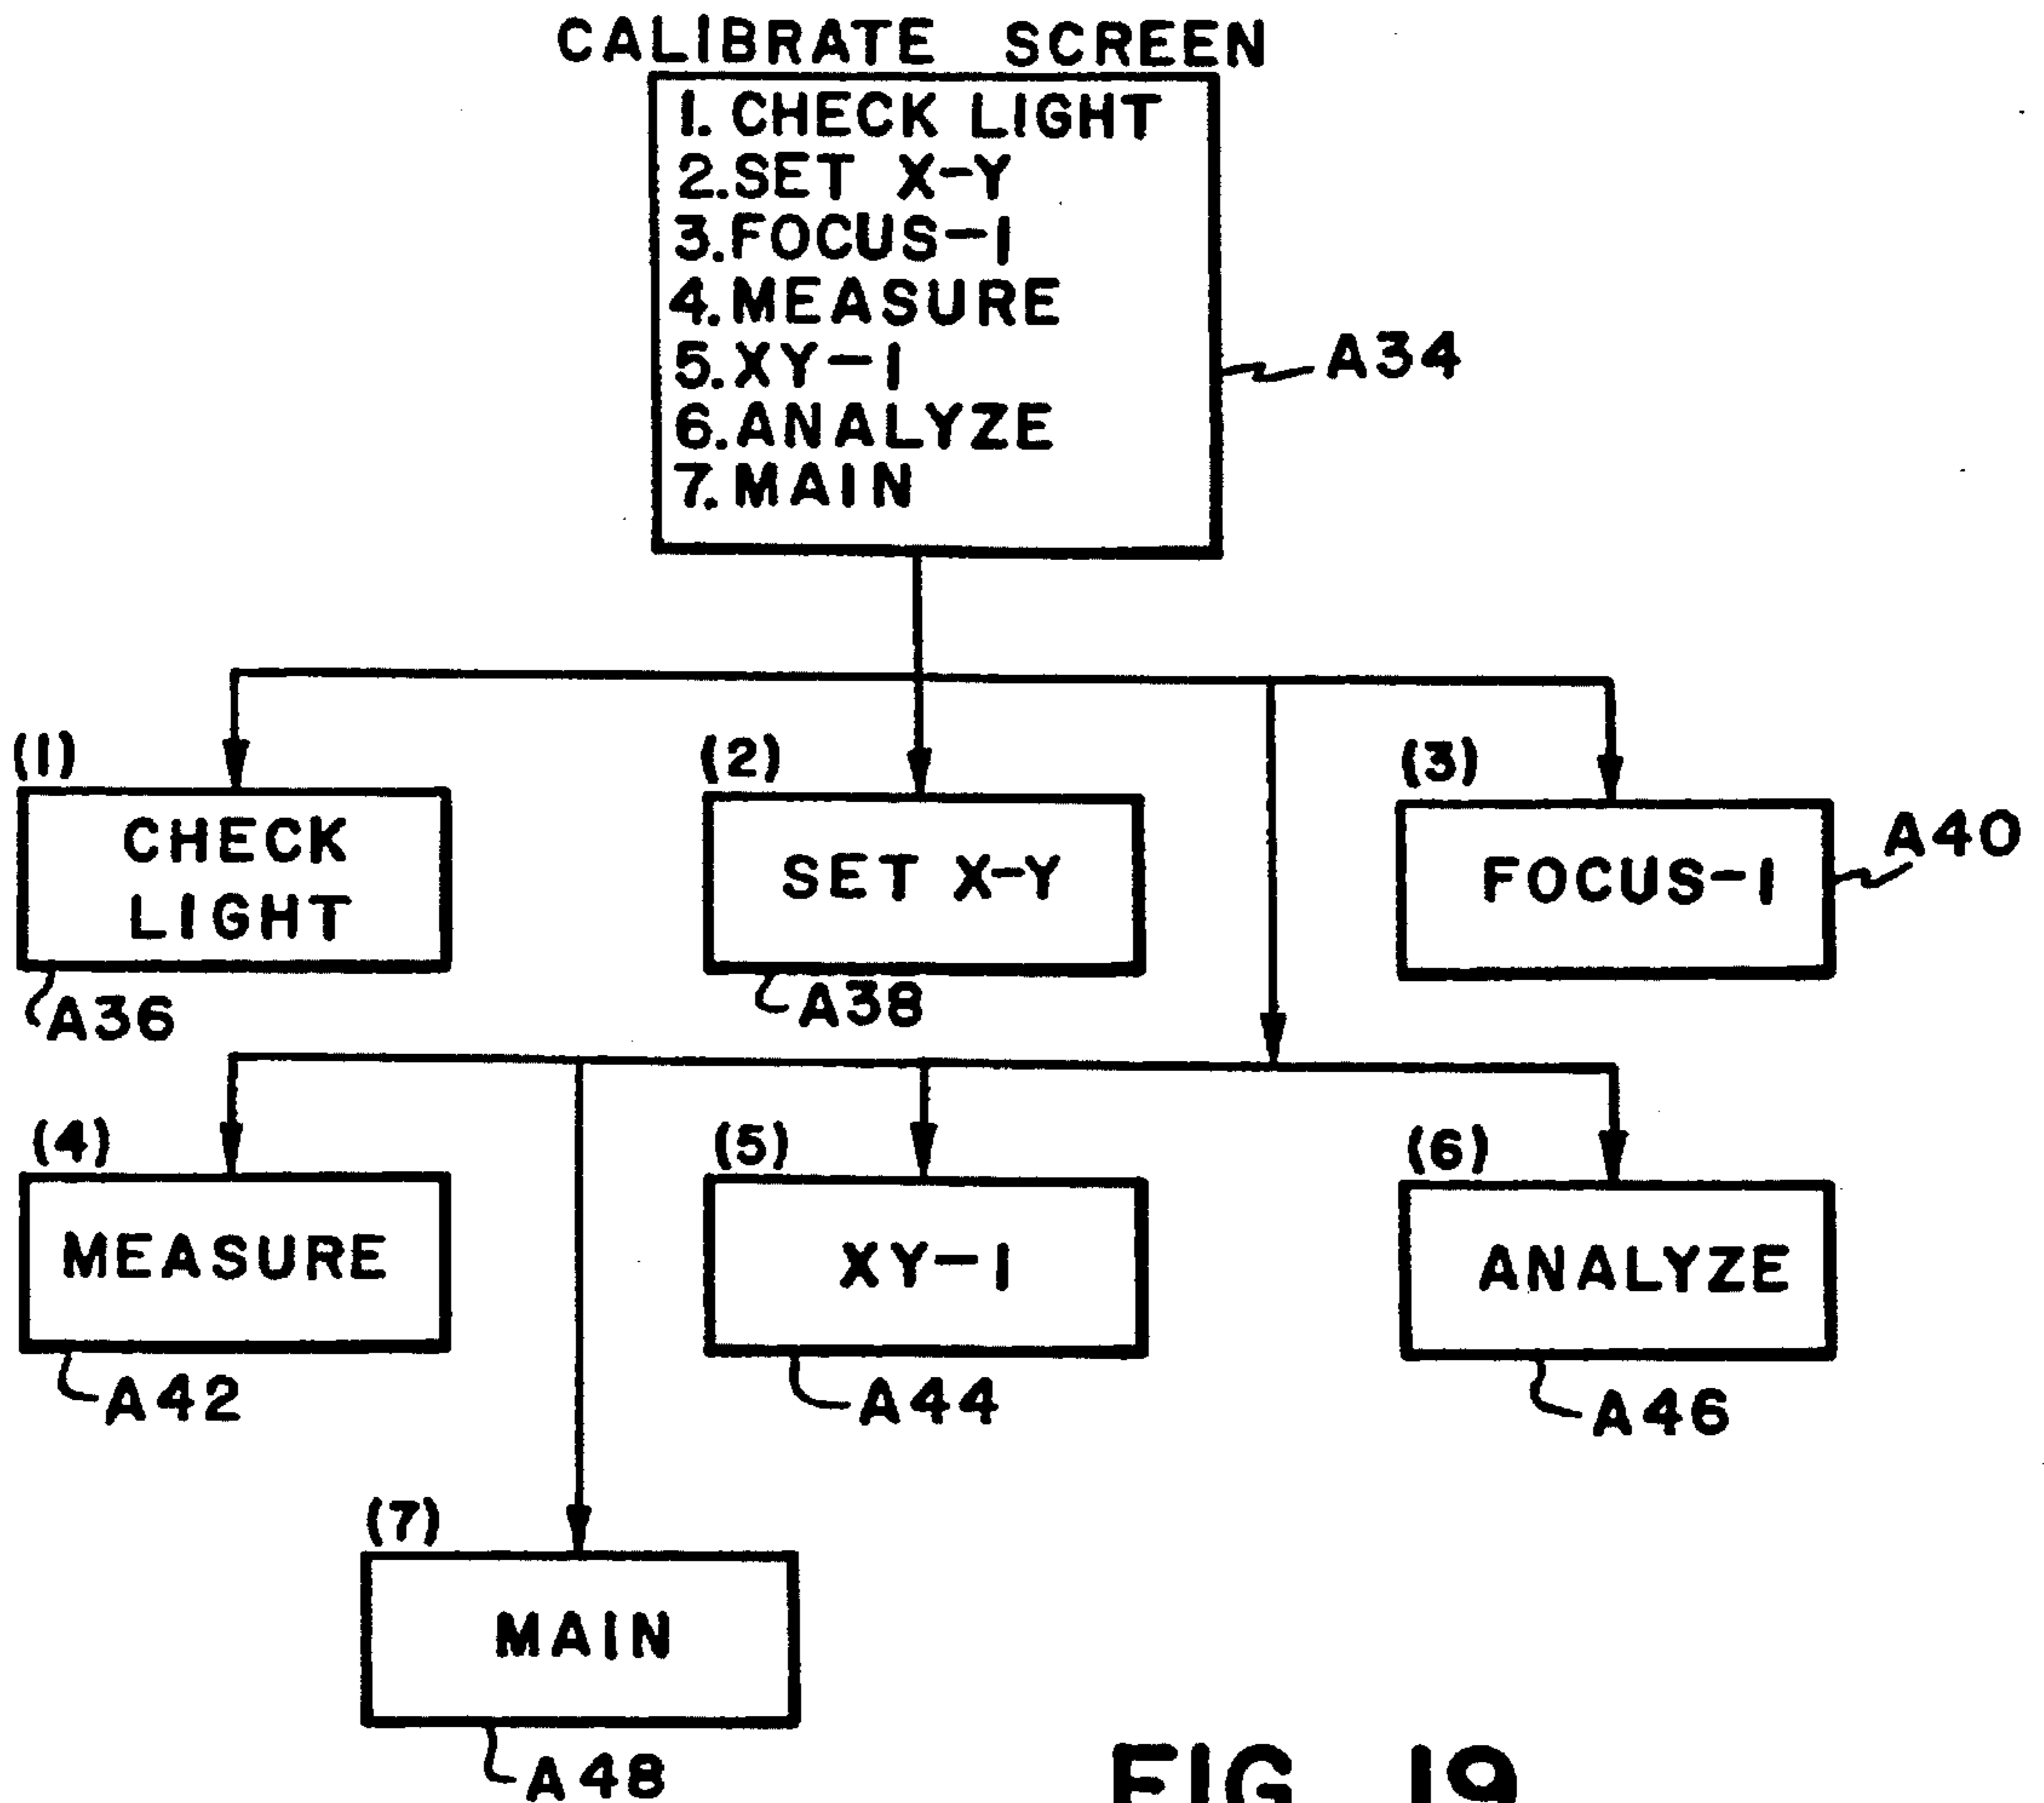 CALIBRATE SCREEN
1. CHECK LIGHT
2. SET X-Y
3. FOCUS-1
4. MEASURE
5. XY-1
6. ANALYZE
7. MAIN
A34
(1)
CHECK
LIGHT
A36
(2)
SET X-Y
A38
(3)
FOCUS-1
A40
(4)
MEASURE
A42
(5)
XY-1
A44
(6)
ANALYZE
A46
(7)
MAIN
A48
FIG. 19